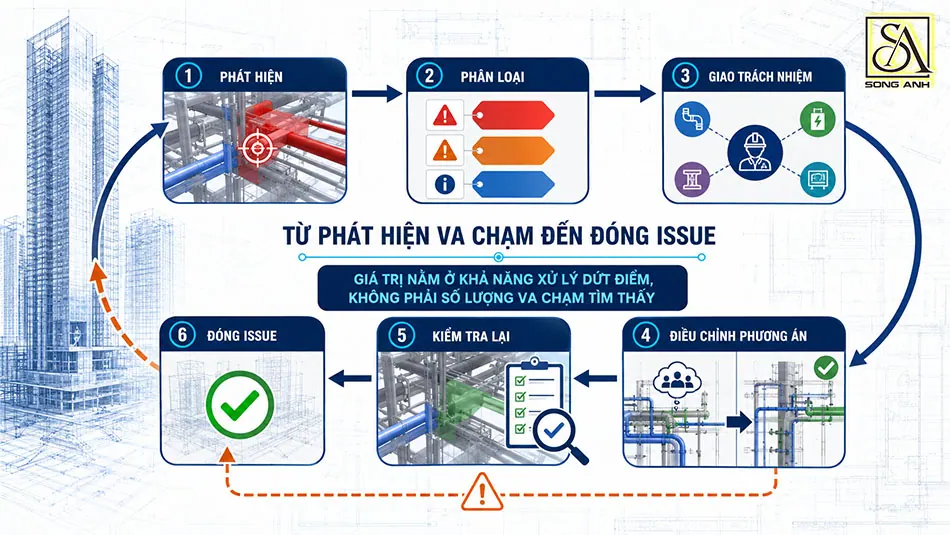 SA
SONG ANH
1 PHÁT HIỆN
2 PHÂN LOẠI
3 GIAO TRÁCH NHIỆM
TỪ PHÁT HIỆN VA CHẠM ĐẾN ĐÓNG ISSUE
GIÁ TRỊ NẰM Ở KHẢ NĂNG XỬ LÝ DỨT ĐIỂM,
KHÔNG PHẢI SỐ LƯỢNG VA CHẠM TÌM THẤY
6 ĐÓNG ISSUE
5 KIỂM TRA LẠI
4 ĐIỀU CHỈNH PHƯƠNG ÁN